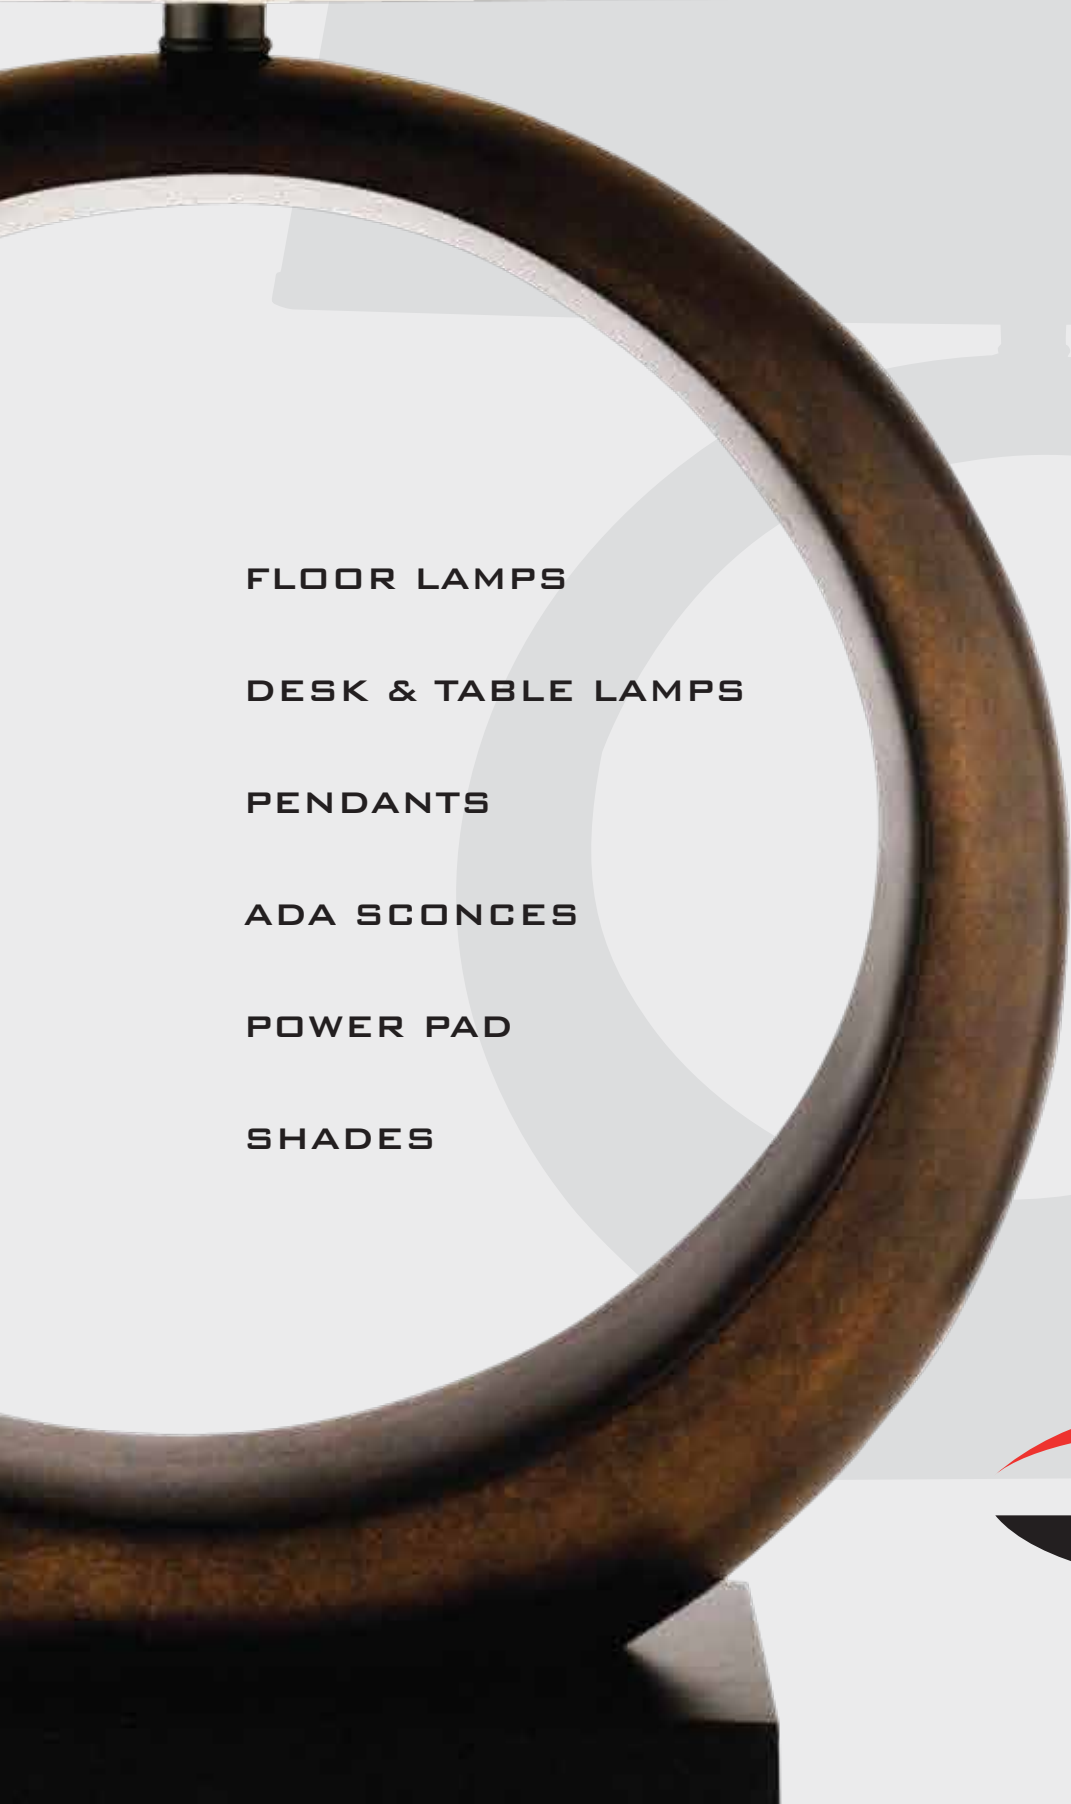 FLOOR LAMPS
DESK & TABLE LAMPS
PENDANTS
ADA SCONCES
POWER PAD
SHADES